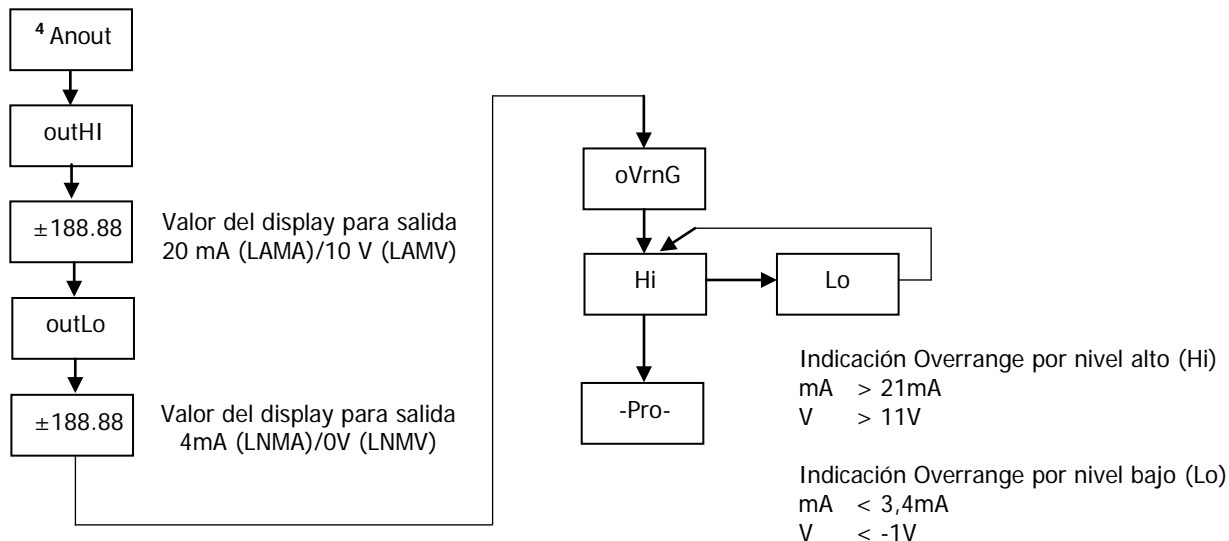 ⁴ Anout
outHI
±188.88
Valor del display para salida
20 mA (LAMA)/10 V (LAMV)
outLo
±188.88
Valor del display para salida
4mA (LNMA)/0V (LNMV)
oVrnG
Hi
Lo
-Pro-
Indicación Overrange por nivel alto (Hi)
mA > 21mA
V > 11V
Indicación Overrange por nivel bajo (Lo)
mA < 3,4mA
V < -1V